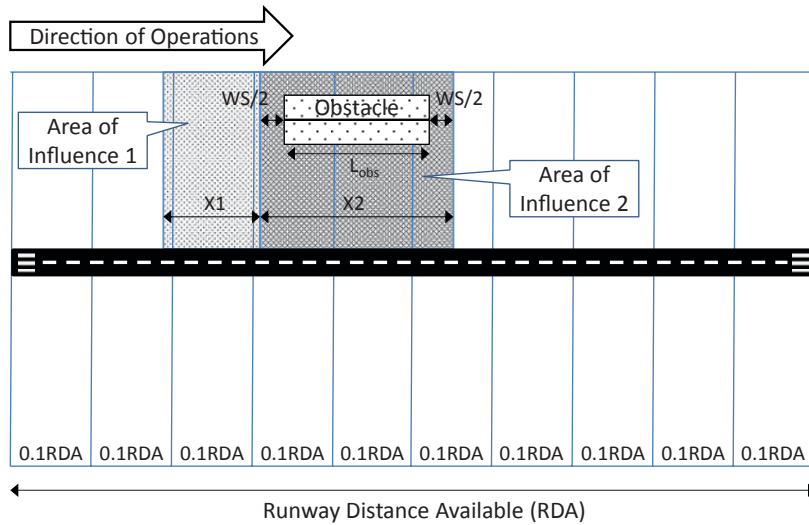 Direction of Operations
WS/2
Obstacle
WS/2
Area of
Influence 1
L_obs
Area of
Influence 2
X1
X2
0.1RDA
0.1RDA
0.1RDA
0.1RDA
0.1RDA
0.1RDA
0.1RDA
0.1RDA
0.1RDA
0.1RDA
Runway Distance Available (RDA)